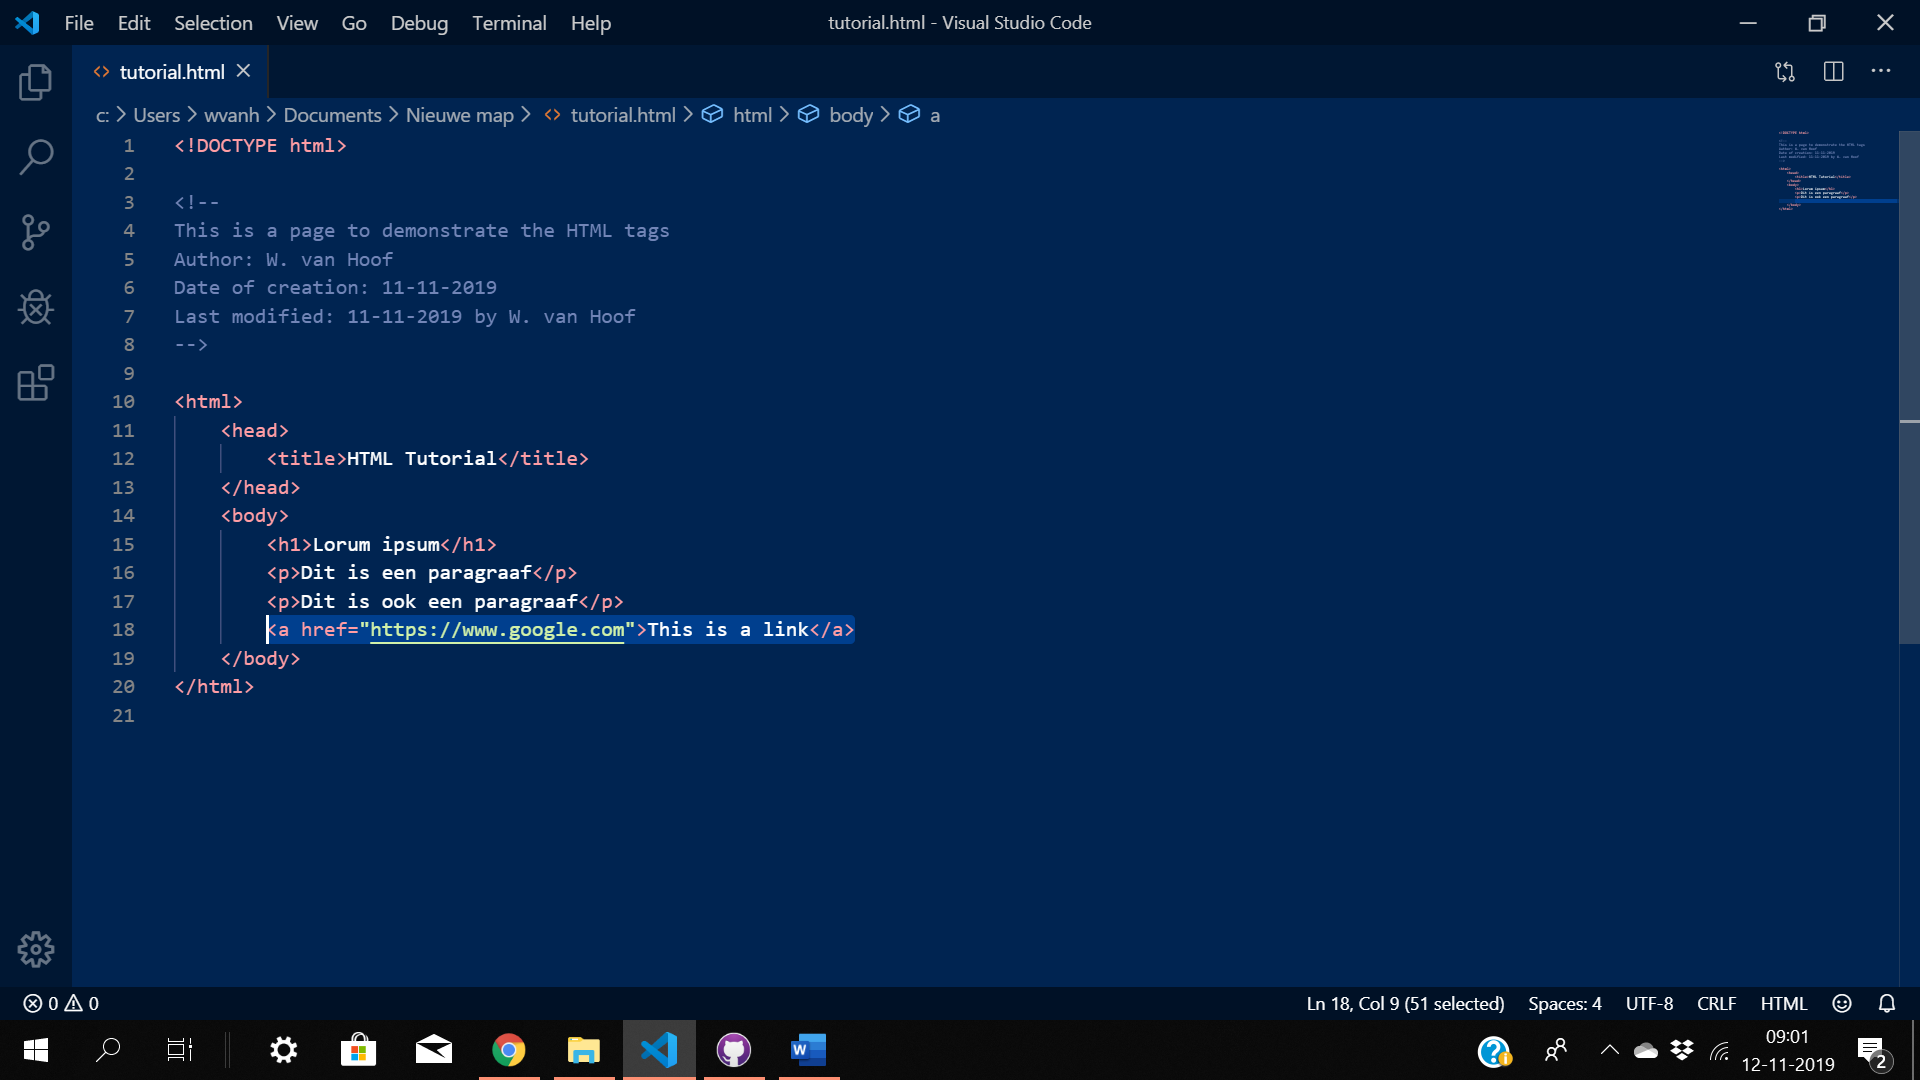 File Edit Selection View Go Debug Terminal Help
tutorial.html - Visual Studio Code
tutorial.html
c: > Users > wvanh > Documents > Nieuwe map > tutorial.html > html > body > a
1 <!DOCTYPE html>
2
3 <!--
4 This is a page to demonstrate the HTML tags
5 Author: W. van Hoof
6 Date of creation: 11-11-2019
7 Last modified: 11-11-2019 by W. van Hoof
8 -->
9
10 <html>
11 <head>
12 <title>HTML Tutorial</title>
13 </head>
14 <body>
15 <h1>Lorum ipsum</h1>
16 <p>Dit is een paragraaf</p>
17 <p>Dit is ook een paragraaf</p>
18 <a href="https://www.google.com">This is a link</a>
19 </body>
20 </html>
21
0 0
Ln 18, Col 9 (51 selected) Spaces: 4 UTF-8 CRLF HTML
09:01
12-11-2019
2